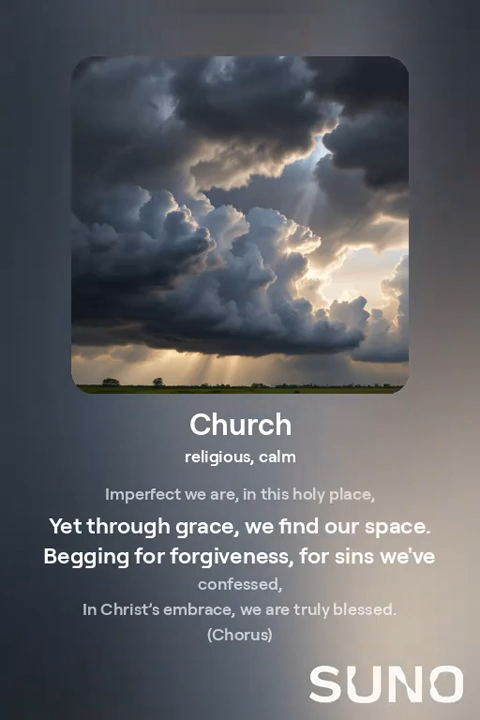 Church
religious, calm
Imperfect we are, in this holy place,
Yet through grace, we find our space.
Begging for forgiveness, for sins we've
confessed,
In Christ’s embrace, we are truly blessed.
(Chorus)
SUNO